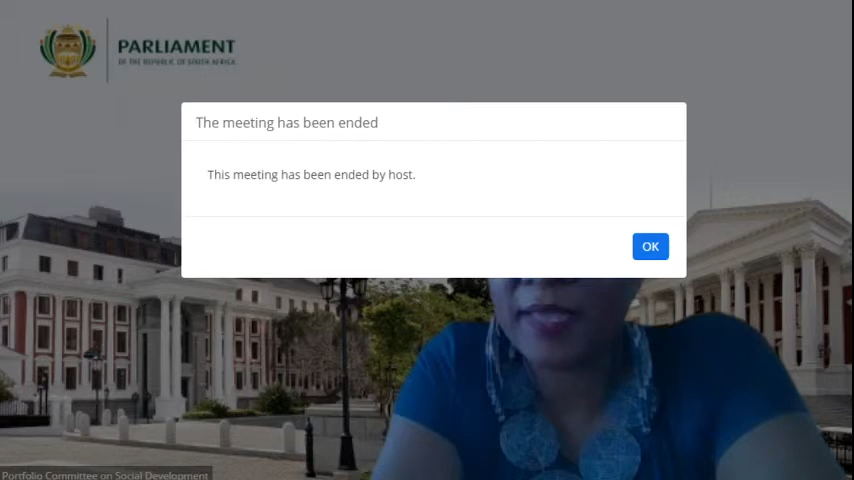 PARLIAMENT
OF THE REPUBLIC OF SOUTH AFRICA
The meeting has been ended
This meeting has been ended by host.
OK
Portfolio Committee on Social Development